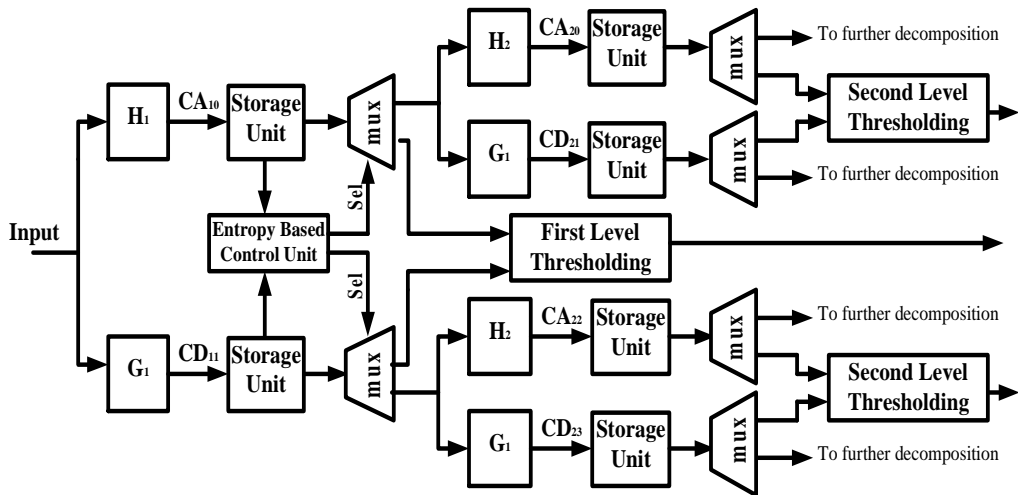 H2
CA20
Storage
Unit
mux
To further decomposition
H1
CA10
Storage
Unit
mux
Second Level
Thresholding
G1
CD21
Storage
Unit
mux
To further decomposition
Sel
Input
Entropy Based
Control Unit
First Level
Thresholding
Sel
H2
CA22
Storage
Unit
mux
To further decomposition
G1
CD11
Storage
Unit
mux
Second Level
Thresholding
G1
CD23
Storage
Unit
mux
To further decomposition